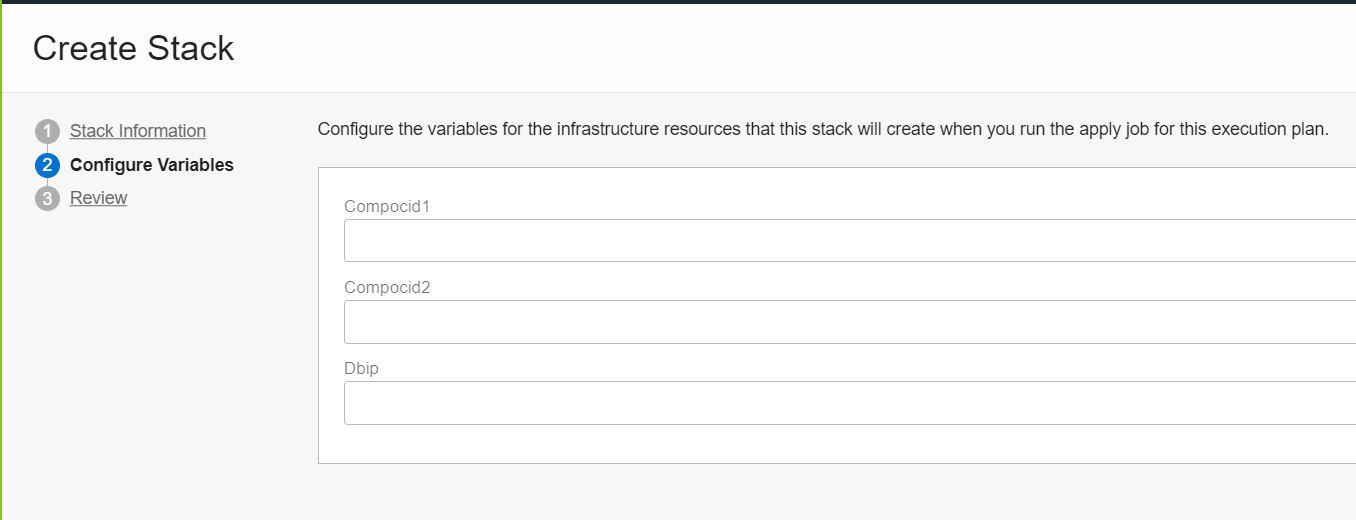 Create Stack
1 Stack Information
2 Configure Variables
3 Review
Configure the variables for the infrastructure resources that this stack will create when you run the apply job for this execution plan.
Compocid1
Compocid2
Dbip